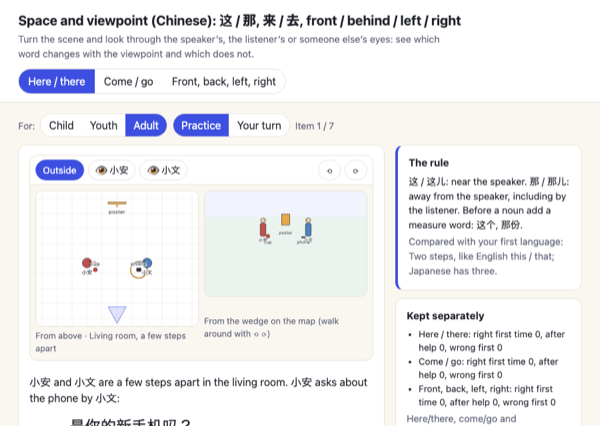 Space and viewpoint (Chinese): 这 / 那, 来 / 去, front / behind / left / right
Turn the scene and look through the speaker's, the listener's or someone else's eyes: see which
word changes with the viewpoint and which does not.
Here / there Come / go Front, back, left, right
For: Child Youth Adult Practice Your turn Item 1 / 7
Outside 小安 小文
poster
小安
小文
poster
From above · Living room, a few steps
apart
From the wedge on the map (walk
around with ⟲ ⟳)
小安 and 小文 are a few steps apart in the living room. 小安 asks about
the phone by 小文:
是你的新手机吗？
The rule
这 / 这儿: near the speaker. 那 / 那儿:
away from the speaker, including by
the listener. Before a noun add a
measure word: 这个, 那份.
Compared with your first language:
Two steps, like English this / that;
Japanese has three.
Kept separately
• Here / there: right first time 0, after
help 0, wrong first 0
• Come / go: right first time 0, after
help 0, wrong first 0
• Front, back, left, right: right first
time 0, after help 0, wrong first 0
Here/there, come/go and